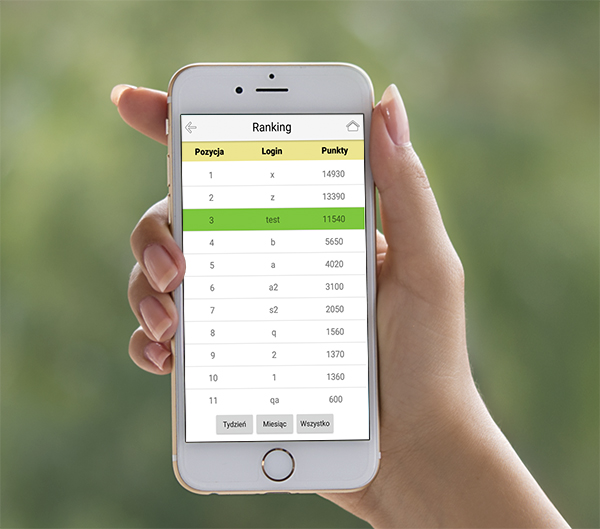 Ranking
Pozycja Login Punkty
1 x 14930
2 z 13390
3 test 11540
4 b 5650
5 a 4020
6 a2 3100
7 s2 2050
8 q 1560
9 2 1370
10 1 1360
11 qa 600
Tydzień Miesiąc Wszystko